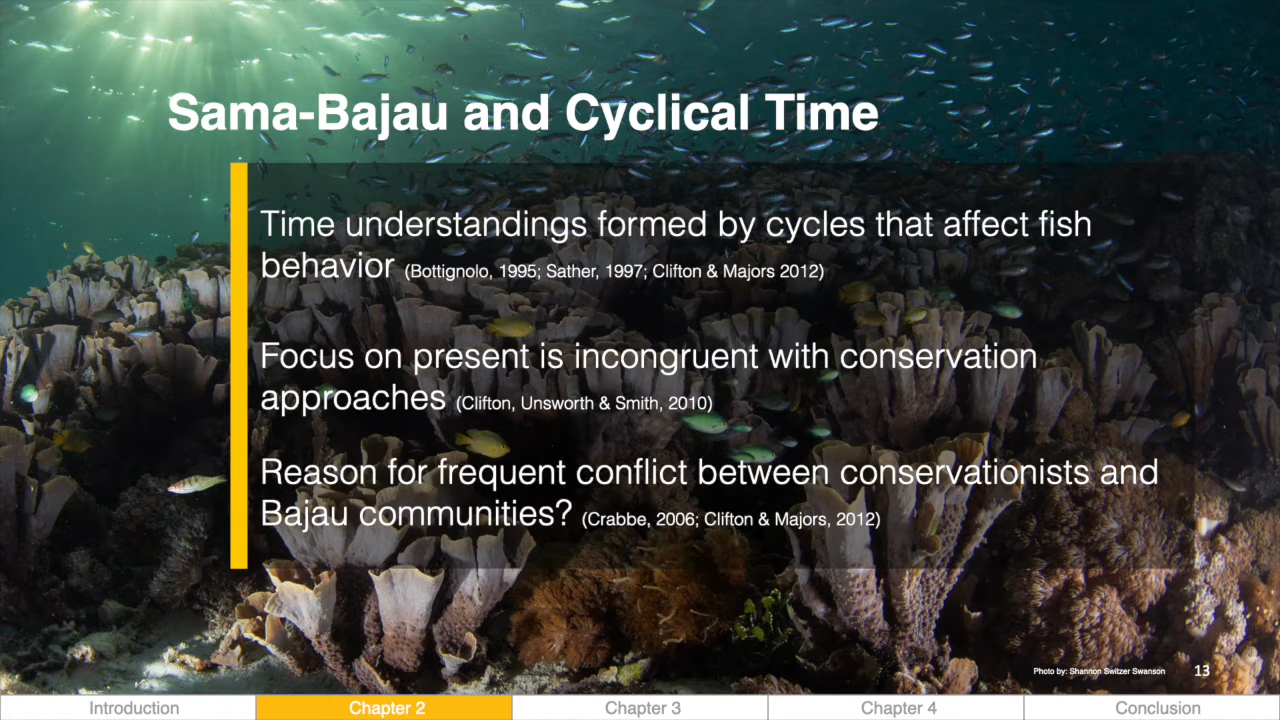 Sama-Bajau and Cyclical Time
Time understandings formed by cycles that affect fish
behavior (Bottignolo, 1995; Sather, 1997; Clifton & Majors 2012)
Focus on present is incongruent with conservation
approaches (Clifton, Unsworth & Smith, 2010)
Reason for frequent conflict between conservationists and
Bajau communities? (Crabbe, 2006; Clifton & Majors, 2012)
Photo by: Shannon Switzer Swanson 13
Introduction Chapter 2 Chapter 3 Chapter 4 Conclusion